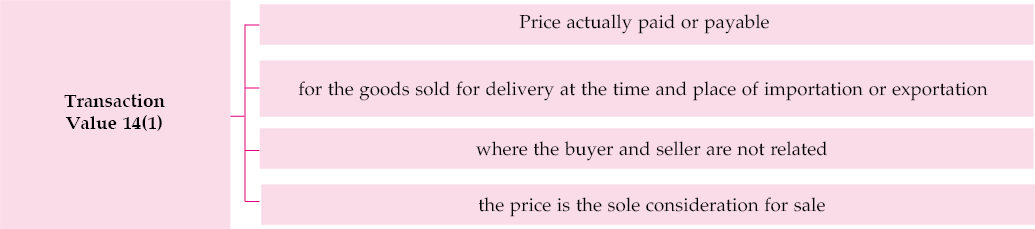 Transaction
Value 14(1)
Price actually paid or payable
for the goods sold for delivery at the time and place of importation or exportation
where the buyer and seller are not related
the price is the sole consideration for sale